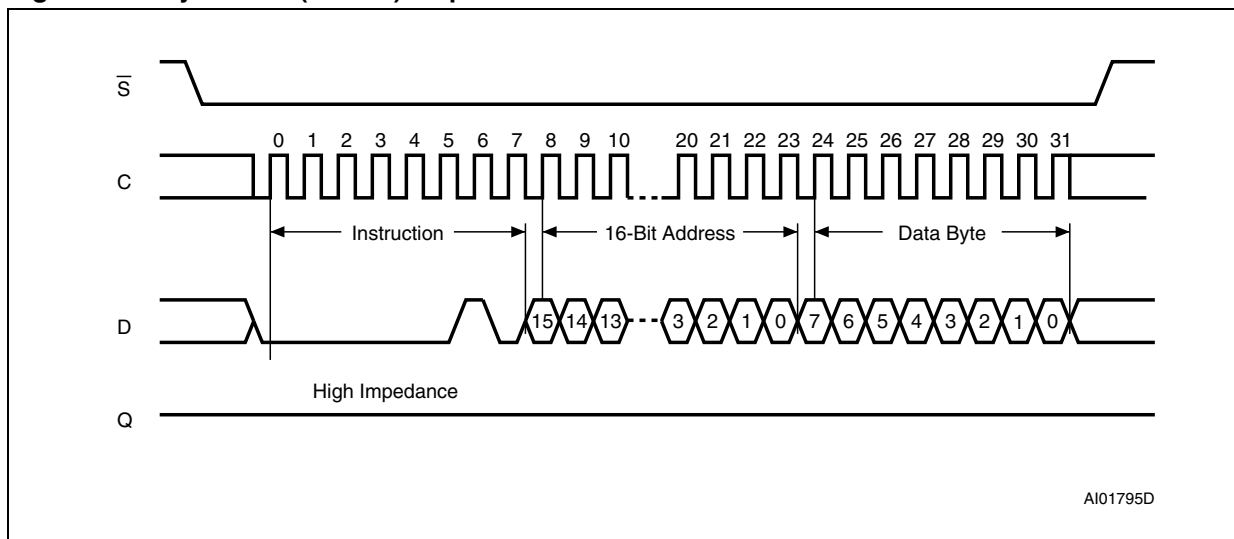 S
0 1 2 3 4 5 6 7 8 9 10 20 21 22 23 24 25 26 27 28 29 30 31
C
Instruction 16-Bit Address Data Byte
D
15 14 13 3 2 1 0 7 6 5 4 3 2 1 0
High Impedance
Q
AI01795D